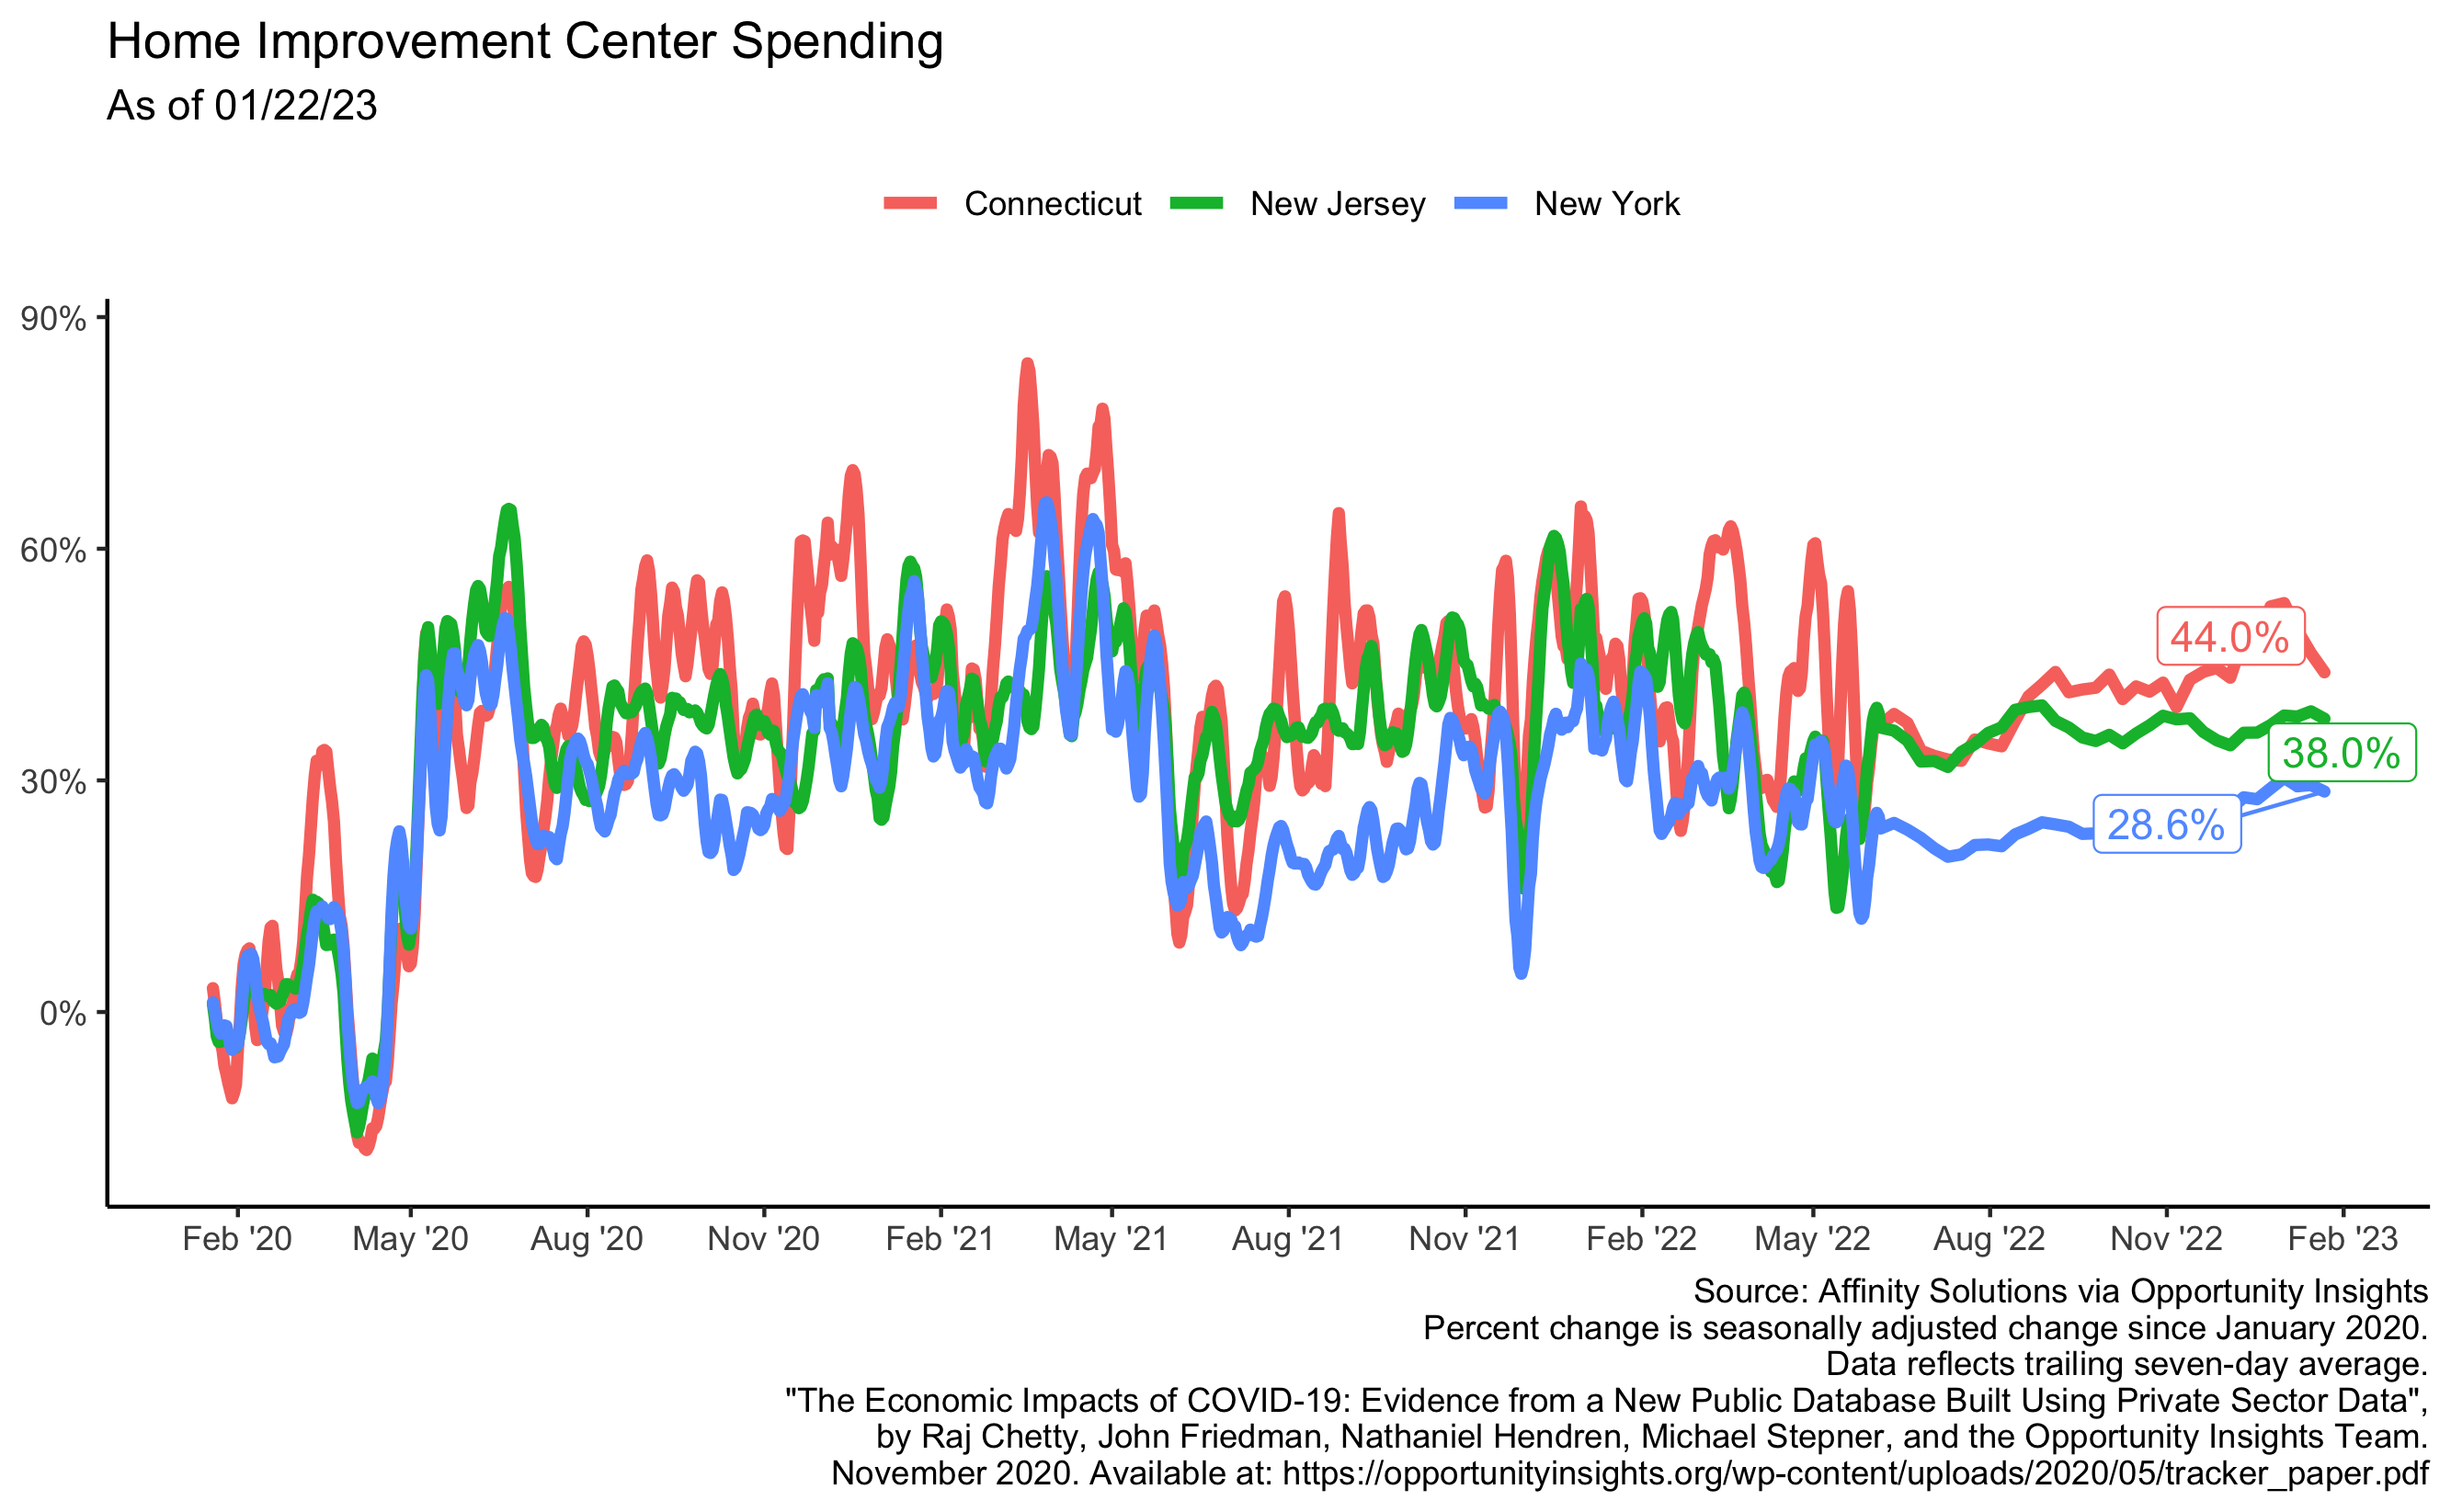 Home Improvement Center Spending
As of 01/22/23
Connecticut New Jersey New York
90%
60%
30%
0%
44.0%
38.0%
28.6%
Feb '20 May '20 Aug '20 Nov '20 Feb '21 May '21 Aug '21 Nov '21 Feb '22 May '22 Aug '22 Nov '22 Feb '23
Source: Affinity Solutions via Opportunity Insights
Percent change is seasonally adjusted change since January 2020.
Data reflects trailing seven-day average.
"The Economic Impacts of COVID-19: Evidence from a New Public Database Built Using Private Sector Data",
by Raj Chetty, John Friedman, Nathaniel Hendren, Michael Stepner, and the Opportunity Insights Team.
November 2020. Available at: https://opportunityinsights.org/wp-content/uploads/2020/05/tracker_paper.pdf